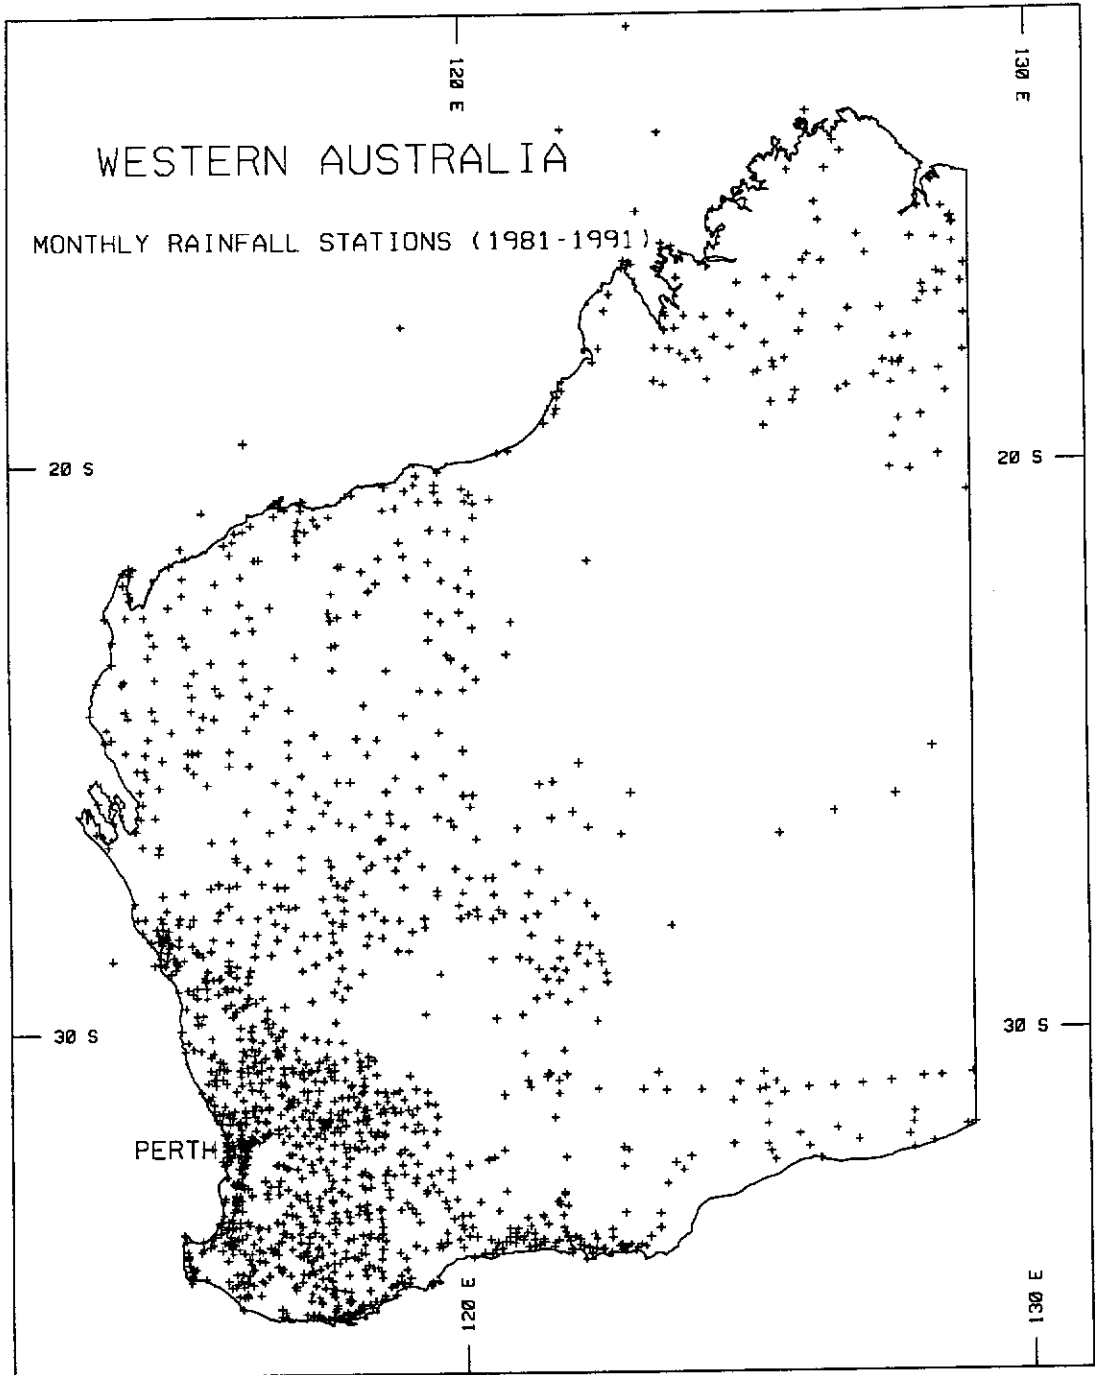 120 E
130 E
WESTERN AUSTRALIA
MONTHLY RAINFALL STATIONS (1981-1991)
20 S
20 S
30 S
30 S
PERTH
120 E
130 E